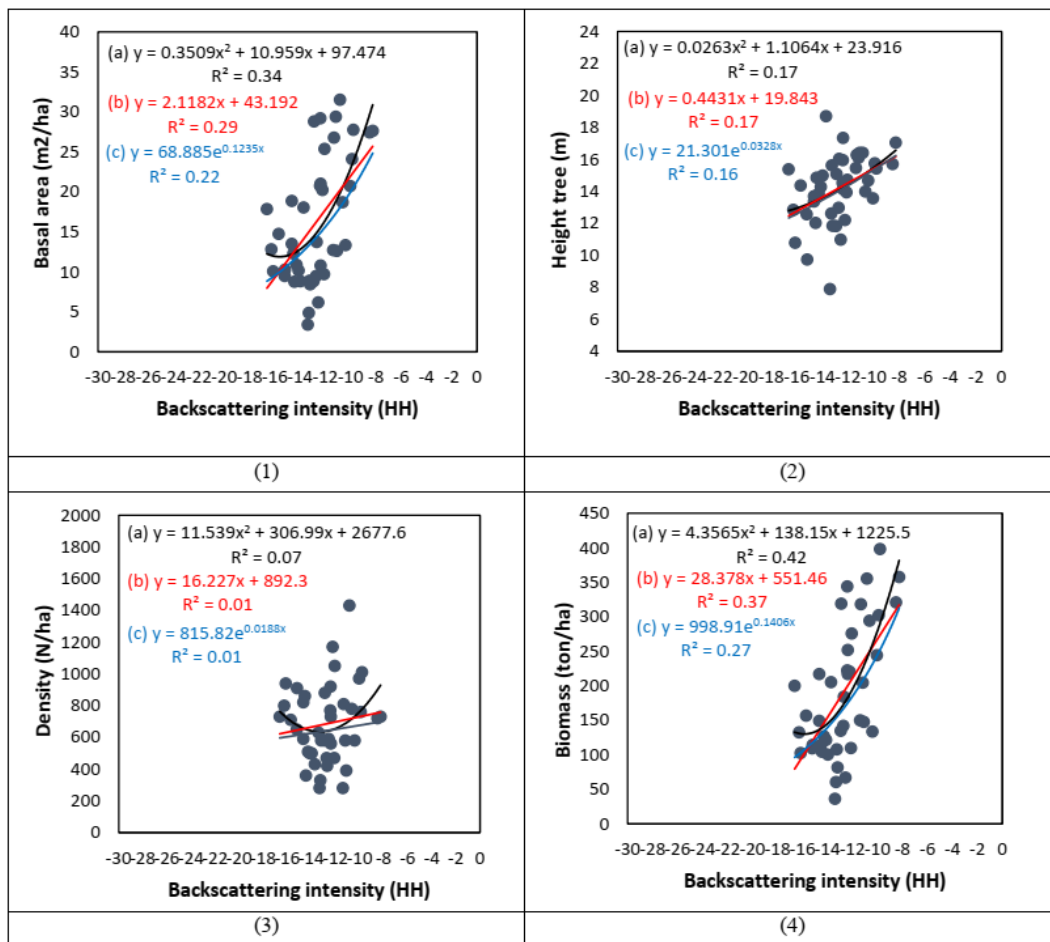 40
35
30
25
20
15
10
5
0
Basal area (m2/ha)
(a) y = 0.3509x² + 10.959x + 97.474
R² = 0.34
(b) y = 2.1182x + 43.192
R² = 0.29
(c) y = 68.885e^0.1235x
R² = 0.22
-30-28-26-24-22-20-18-16-14-12-10 -8 -6 -4 -2 0
Backscattering intensity (HH)
(1)
24
22
20
18
16
14
12
10
8
6
4
Height tree (m)
(a) y = 0.0263x² + 1.1064x + 23.916
R² = 0.17
(b) y = 0.4431x + 19.843
R² = 0.17
(c) y = 21.301e^0.0328x
R² = 0.16
-30-28-26-24-22-20-18-16-14-12-10 -8 -6 -4 -2 0
Backscattering intensity (HH)
(2)
2000
1800
1600
1400
1200
1000
800
600
400
200
0
Density (N/ha)
(a) y = 11.539x² + 306.99x + 2677.6
R² = 0.07
(b) y = 16.227x + 892.3
R² = 0.01
(c) y = 815.82e^0.0188x
R² = 0.01
-30-28-26-24-22-20-18-16-14-12-10 -8 -6 -4 -2 0
Backscattering intensity (HH)
(3)
450
400
350
300
250
200
150
100
50
0
Biomass (ton/ha)
(a) y = 4.3565x² + 138.15x + 1225.5
R² = 0.42
(b) y = 28.378x + 551.46
R² = 0.37
(c) y = 998.91e^0.1406x
R² = 0.27
-30-28-26-24-22-20-18-16-14-12-10 -8 -6 -4 -2 0
Backscattering intensity (HH)
(4)